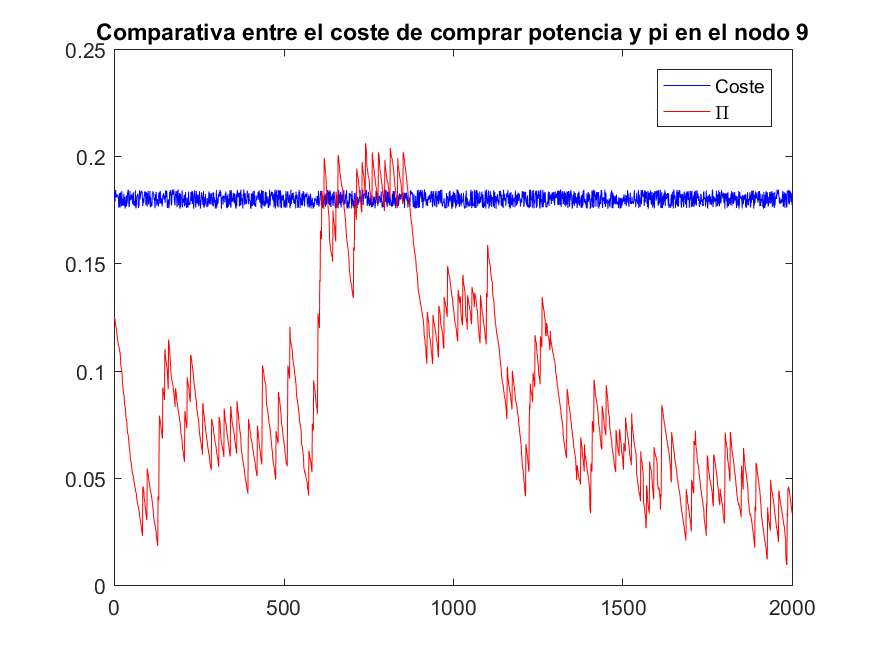 Comparativa entre el coste de comprar potencia y pi en el nodo 9
0.25
0.2
0.15
0.1
0.05
0
0 500 1000 1500 2000
Coste
Π